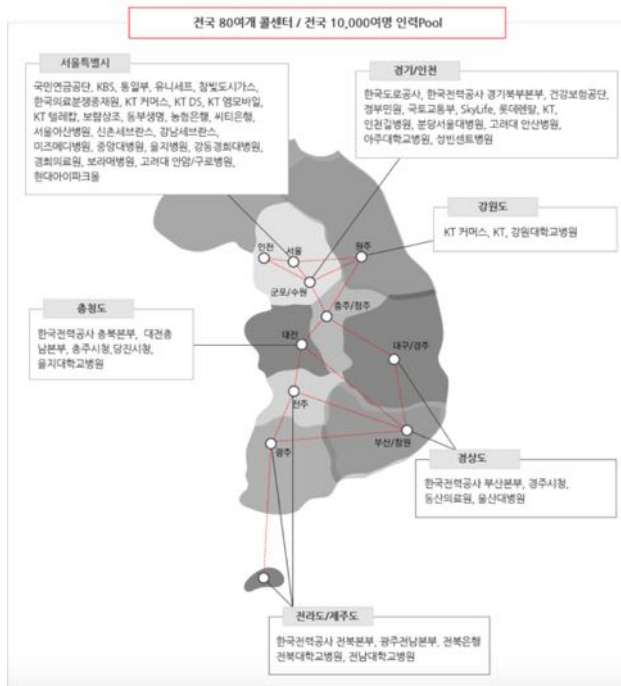 전국 80여개 콜센터 / 전국 10,000여명 인력Pool
서울특별시
국민연금공단, KBS, 통일부, 유니세프, 참빛도시가스,
한국의료분쟁중재원, KT 커머스, KT DS, KT 엠모바일,
KT 텔레캅, 보람상조, 동부생명, 농협은행, 씨티은행,
서울아산병원, 신촌세브란스, 강남세브란스,
미즈메디병원, 중앙대병원, 을지병원, 강동경희대병원,
경희의료원, 보라매병원, 고려대 안암/구로병원,
현대아이파크몰
경기/인천
한국도로공사, 한국전력공사 경기북부본부, 건강보험공단,
정부민원, 국토교통부, SkyLife, 롯데렌탈, KT,
인천길병원, 분당서울대병원, 고려대 안산병원,
아주대학교병원, 성빈센트병원
강원도
KT 커머스, KT, 강원대학교병원
인천
서울
원주
군포/수원
충주/청주
충청도
한국전력공사 충북본부, 대전충
남본부, 충주시청,당진시청,
을지대학교병원
대전
대구/경주
전주
광주
부산/창원
경상도
한국전력공사 부산본부, 경주시청,
동산의료원, 울산대병원
전라도/제주도
한국전력공사 전북본부, 광주전남본부, 전북은행
전북대학교병원, 전남대학교병원